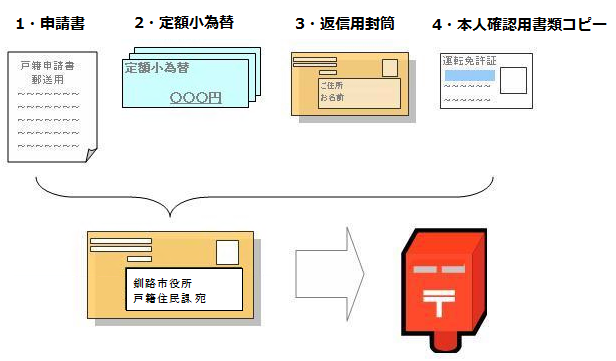 1・申請書
2・定額小為替
3・返信用封筒
4・本人確認用書類コピー
戸籍申請書
郵送用
定額小為替
〇〇〇円
ご住所
お名前
運転免許証
釧路市役所
戸籍住民課 宛